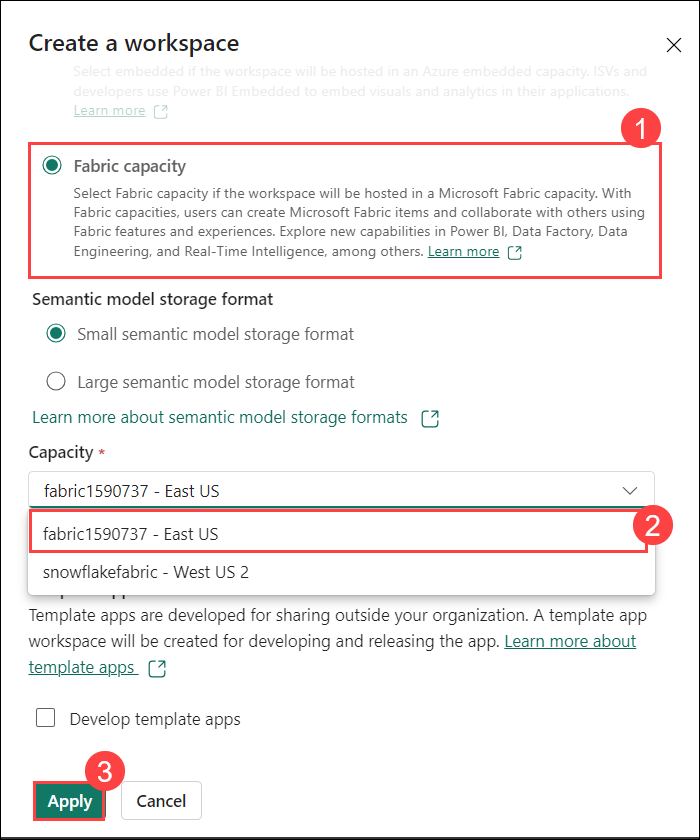 Create a workspace
Select embedded if the workspace will be hosted in an Azure embedded capacity. ISVs and
developers use Power BI Embedded to embed visuals and analytics in their applications.
Learn more
1
Fabric capacity
Select Fabric capacity if the workspace will be hosted in a Microsoft Fabric capacity. With
Fabric capacities, users can create Microsoft Fabric items and collaborate with others using
Fabric features and experiences. Explore new capabilities in Power BI, Data Factory, Data
Engineering, and Real-Time Intelligence, among others. Learn more
Semantic model storage format
Small semantic model storage format
Large semantic model storage format
Learn more about semantic model storage formats
Capacity *
fabric1590737 - East US
fabric1590737 - East US
2
snowflakefabric - West US 2
Template apps are developed for sharing outside your organization. A template app
workspace will be created for developing and releasing the app. Learn more about
template apps
Develop template apps
3
Apply
Cancel